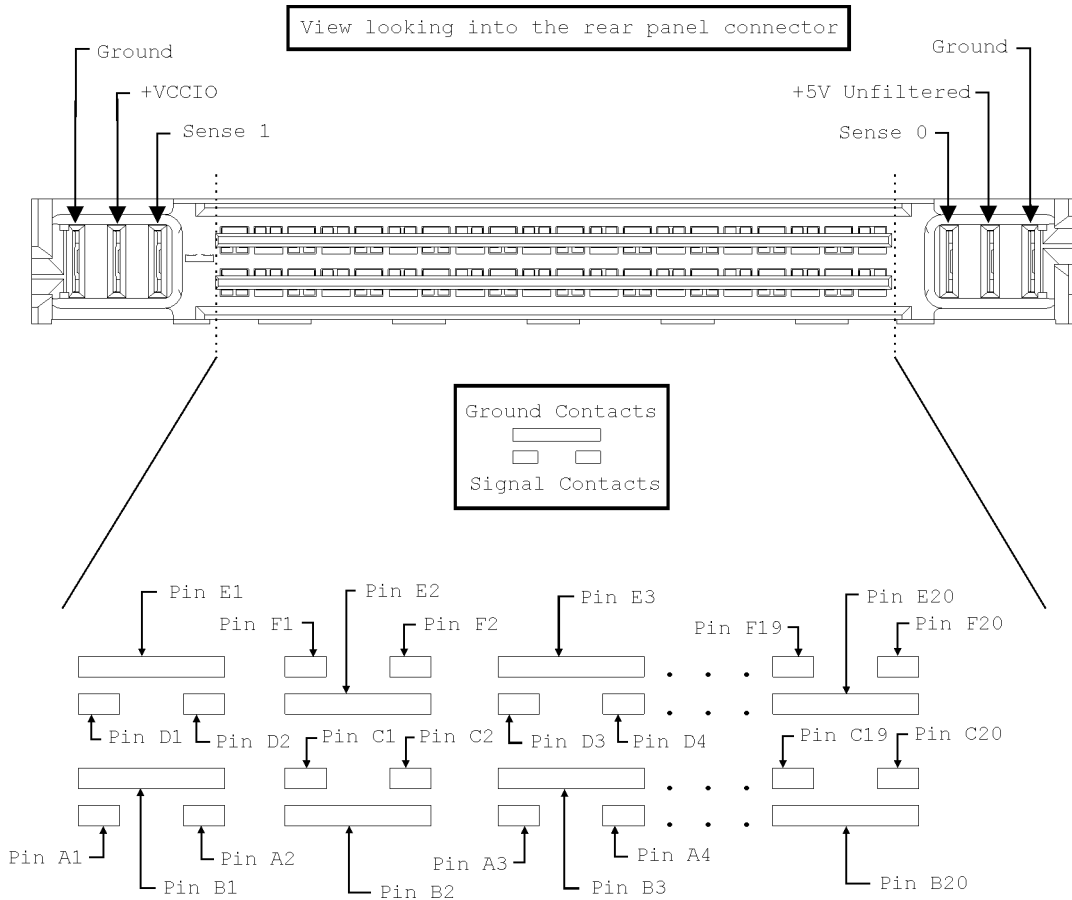 View looking into the rear panel connector
Ground
Ground
+VCCIO
+5V Unfiltered
Sense 1
Sense 0
Ground Contacts
Signal Contacts
Pin E1
Pin E2
Pin E3
Pin E20
Pin F1
Pin F2
Pin F19
Pin F20
Pin D1
Pin D2
Pin C1
Pin C2
Pin D3
Pin D4
Pin C19
Pin C20
Pin A1
Pin A2
Pin A3
Pin A4
Pin B1
Pin B2
Pin B3
Pin B20